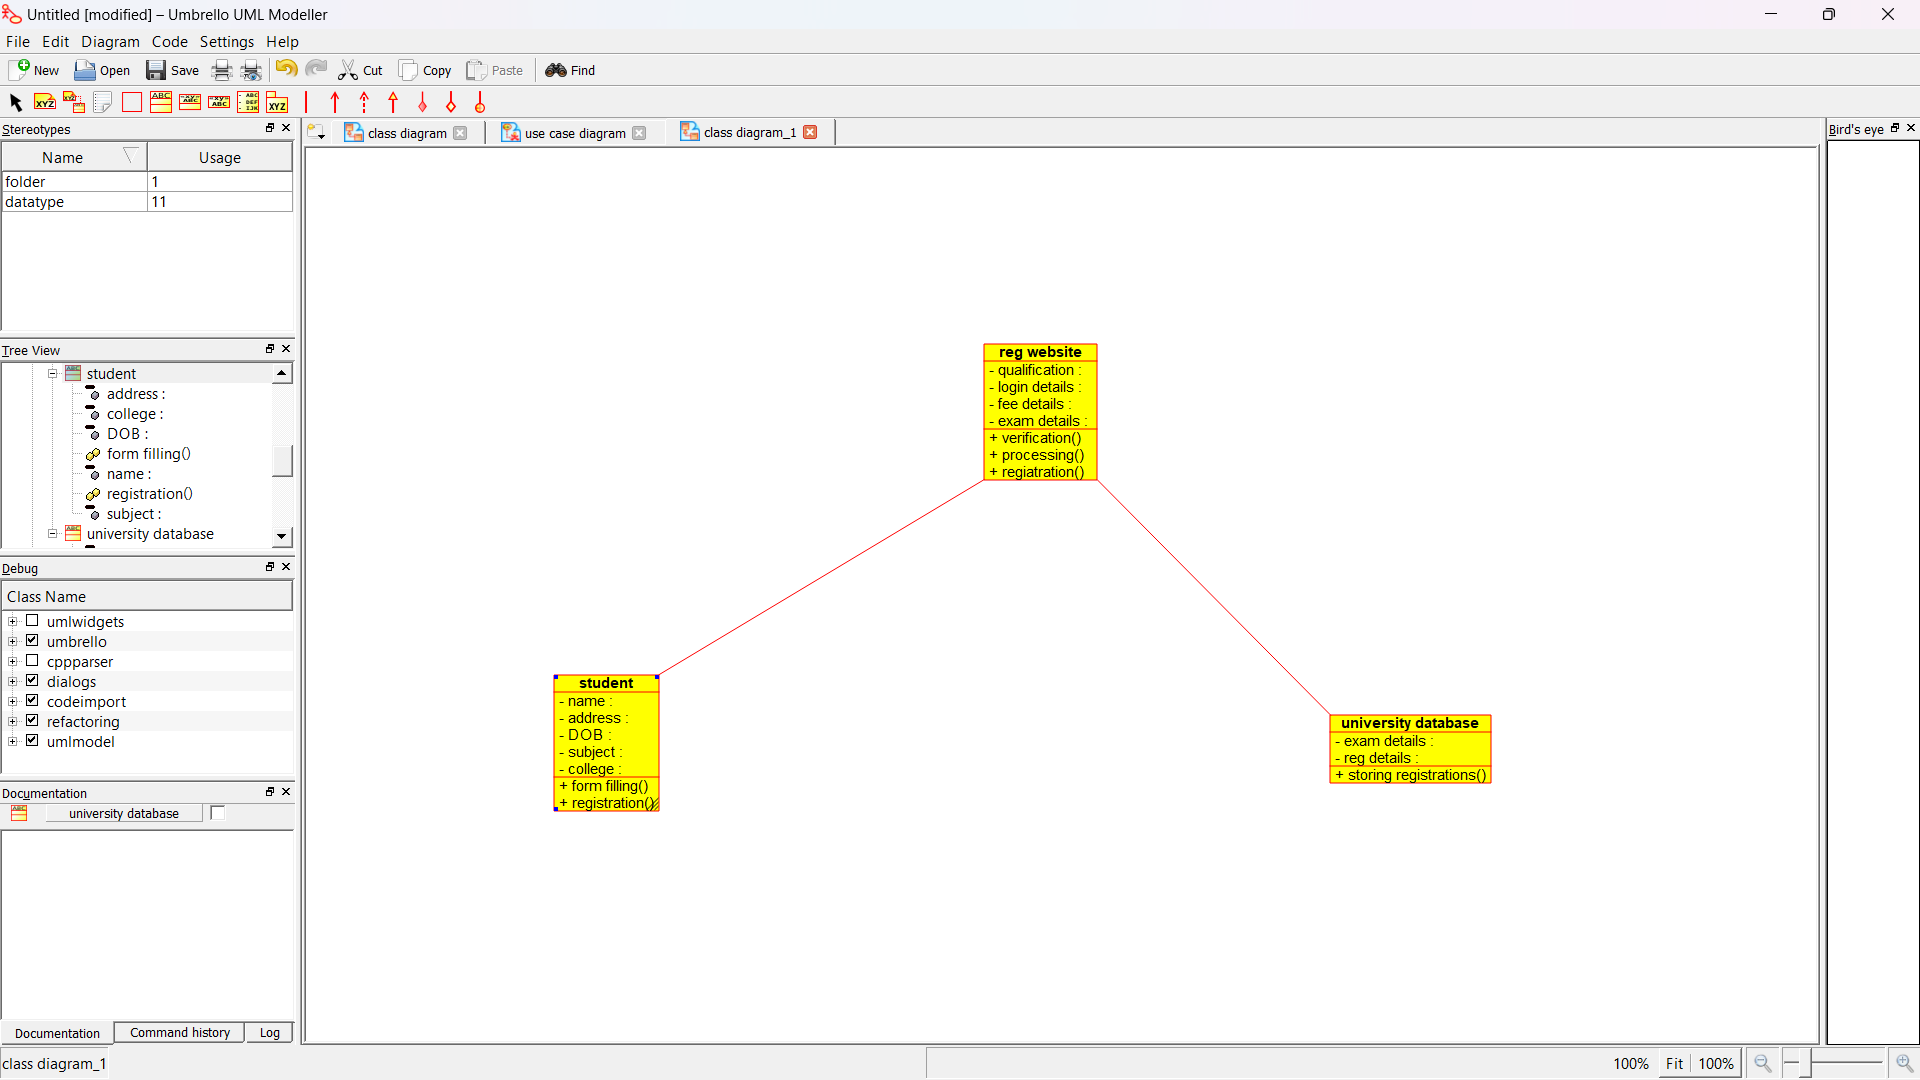 Untitled [modified] – Umbrello UML Modeller
File Edit Diagram Code Settings Help
New Open Save Cut Copy Paste Find
Stereotypes
class diagram use case diagram class diagram_1
Bird's eye
Name Usage
folder 1
datatype 11
Tree View
student
address :
college :
DOB :
form filling()
name :
registration()
subject :
university database
Debug
Class Name
umlwidgets
umbrello
cppparser
dialogs
codeimport
refactoring
umlmodel
Documentation
university database
Documentation Command history Log
reg website
- qualification :
- login details :
- fee details :
- exam details :
+ verification()
+ processing()
+ regiatration()
student
- name :
- address :
- DOB :
- subject :
- college :
+ form filling()
+ registration()
university database
- exam details :
- reg details :
+ storing registrations()
class diagram_1
100% Fit 100%